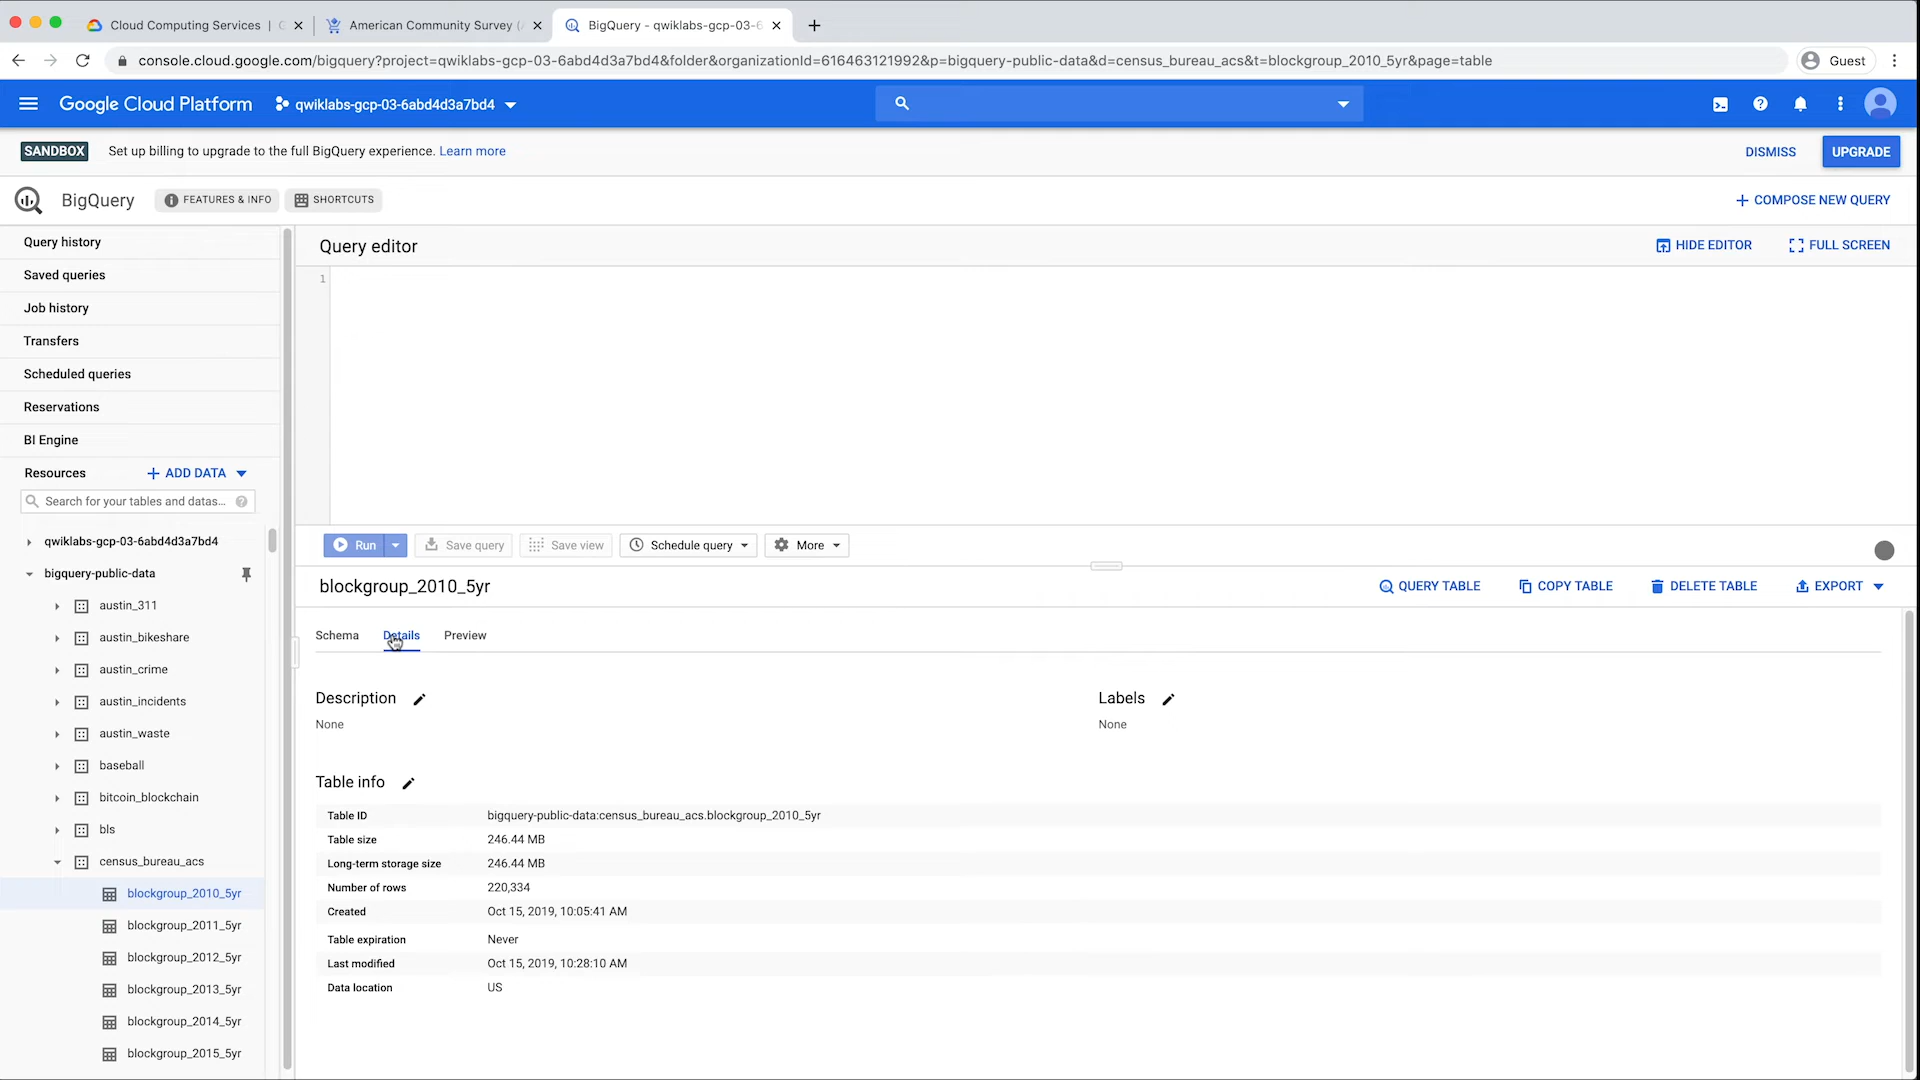 Cloud Computing Services | G
American Community Survey (A
BigQuery - qwiklabs-gcp-03-6
console.cloud.google.com/bigquery?project=qwiklabs-gcp-03-6abd4d3a7bd4&folder&organizationId=616463121992&p=bigquery-public-data&d=census_bureau_acs&t=blockgroup_2010_5yr&page=table
Guest
Google Cloud Platform
qwiklabs-gcp-03-6abd4d3a7bd4
SANDBOX
Set up billing to upgrade to the full BigQuery experience. Learn more
DISMISS
UPGRADE
BigQuery
FEATURES & INFO
SHORTCUTS
+ COMPOSE NEW QUERY
Query history
Saved queries
Job history
Transfers
Scheduled queries
Reservations
BI Engine
Resources
+ ADD DATA
Search for your tables and datas...
qwiklabs-gcp-03-6abd4d3a7bd4
bigquery-public-data
austin_311
austin_bikeshare
austin_crime
austin_incidents
austin_waste
baseball
bitcoin_blockchain
bls
census_bureau_acs
blockgroup_2010_5yr
blockgroup_2011_5yr
blockgroup_2012_5yr
blockgroup_2013_5yr
blockgroup_2014_5yr
blockgroup_2015_5yr
Query editor
HIDE EDITOR
FULL SCREEN
1
Run
Save query
Save view
Schedule query
More
blockgroup_2010_5yr
QUERY TABLE
COPY TABLE
DELETE TABLE
EXPORT
Schema
Details
Preview
Description
None
Labels
None
Table info
Table ID bigquery-public-data:census_bureau_acs.blockgroup_2010_5yr
Table size 246.44 MB
Long-term storage size 246.44 MB
Number of rows 220,334
Created Oct 15, 2019, 10:05:41 AM
Table expiration Never
Last modified Oct 15, 2019, 10:28:10 AM
Data location US